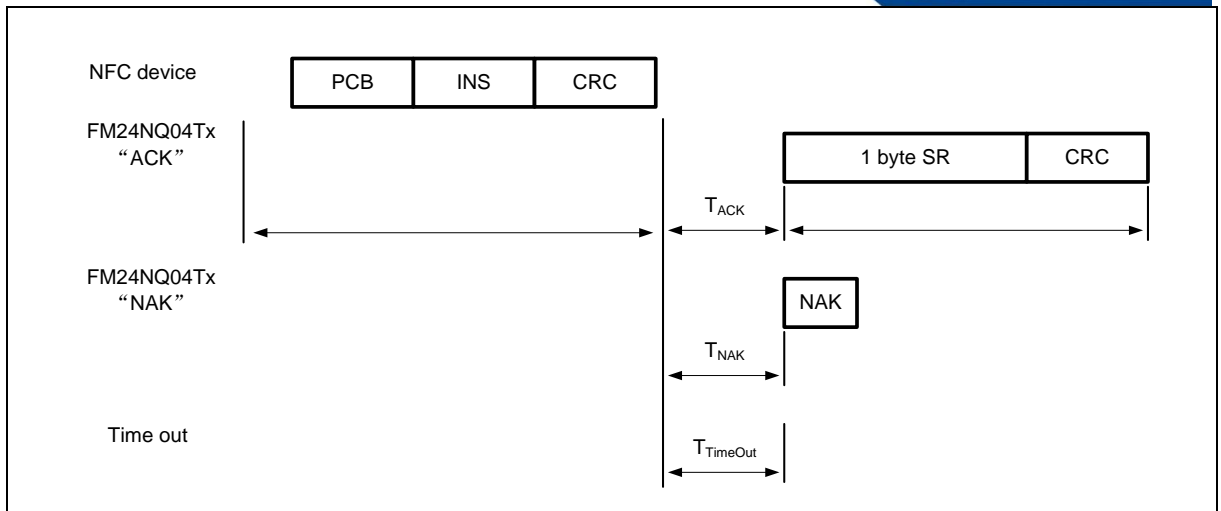 NFC device
PCB INS CRC
FM24NQ04Tx
“ACK”
1 byte SR CRC
TACK
FM24NQ04Tx
“NAK”
NAK
TNAK
Time out
TTimeOut